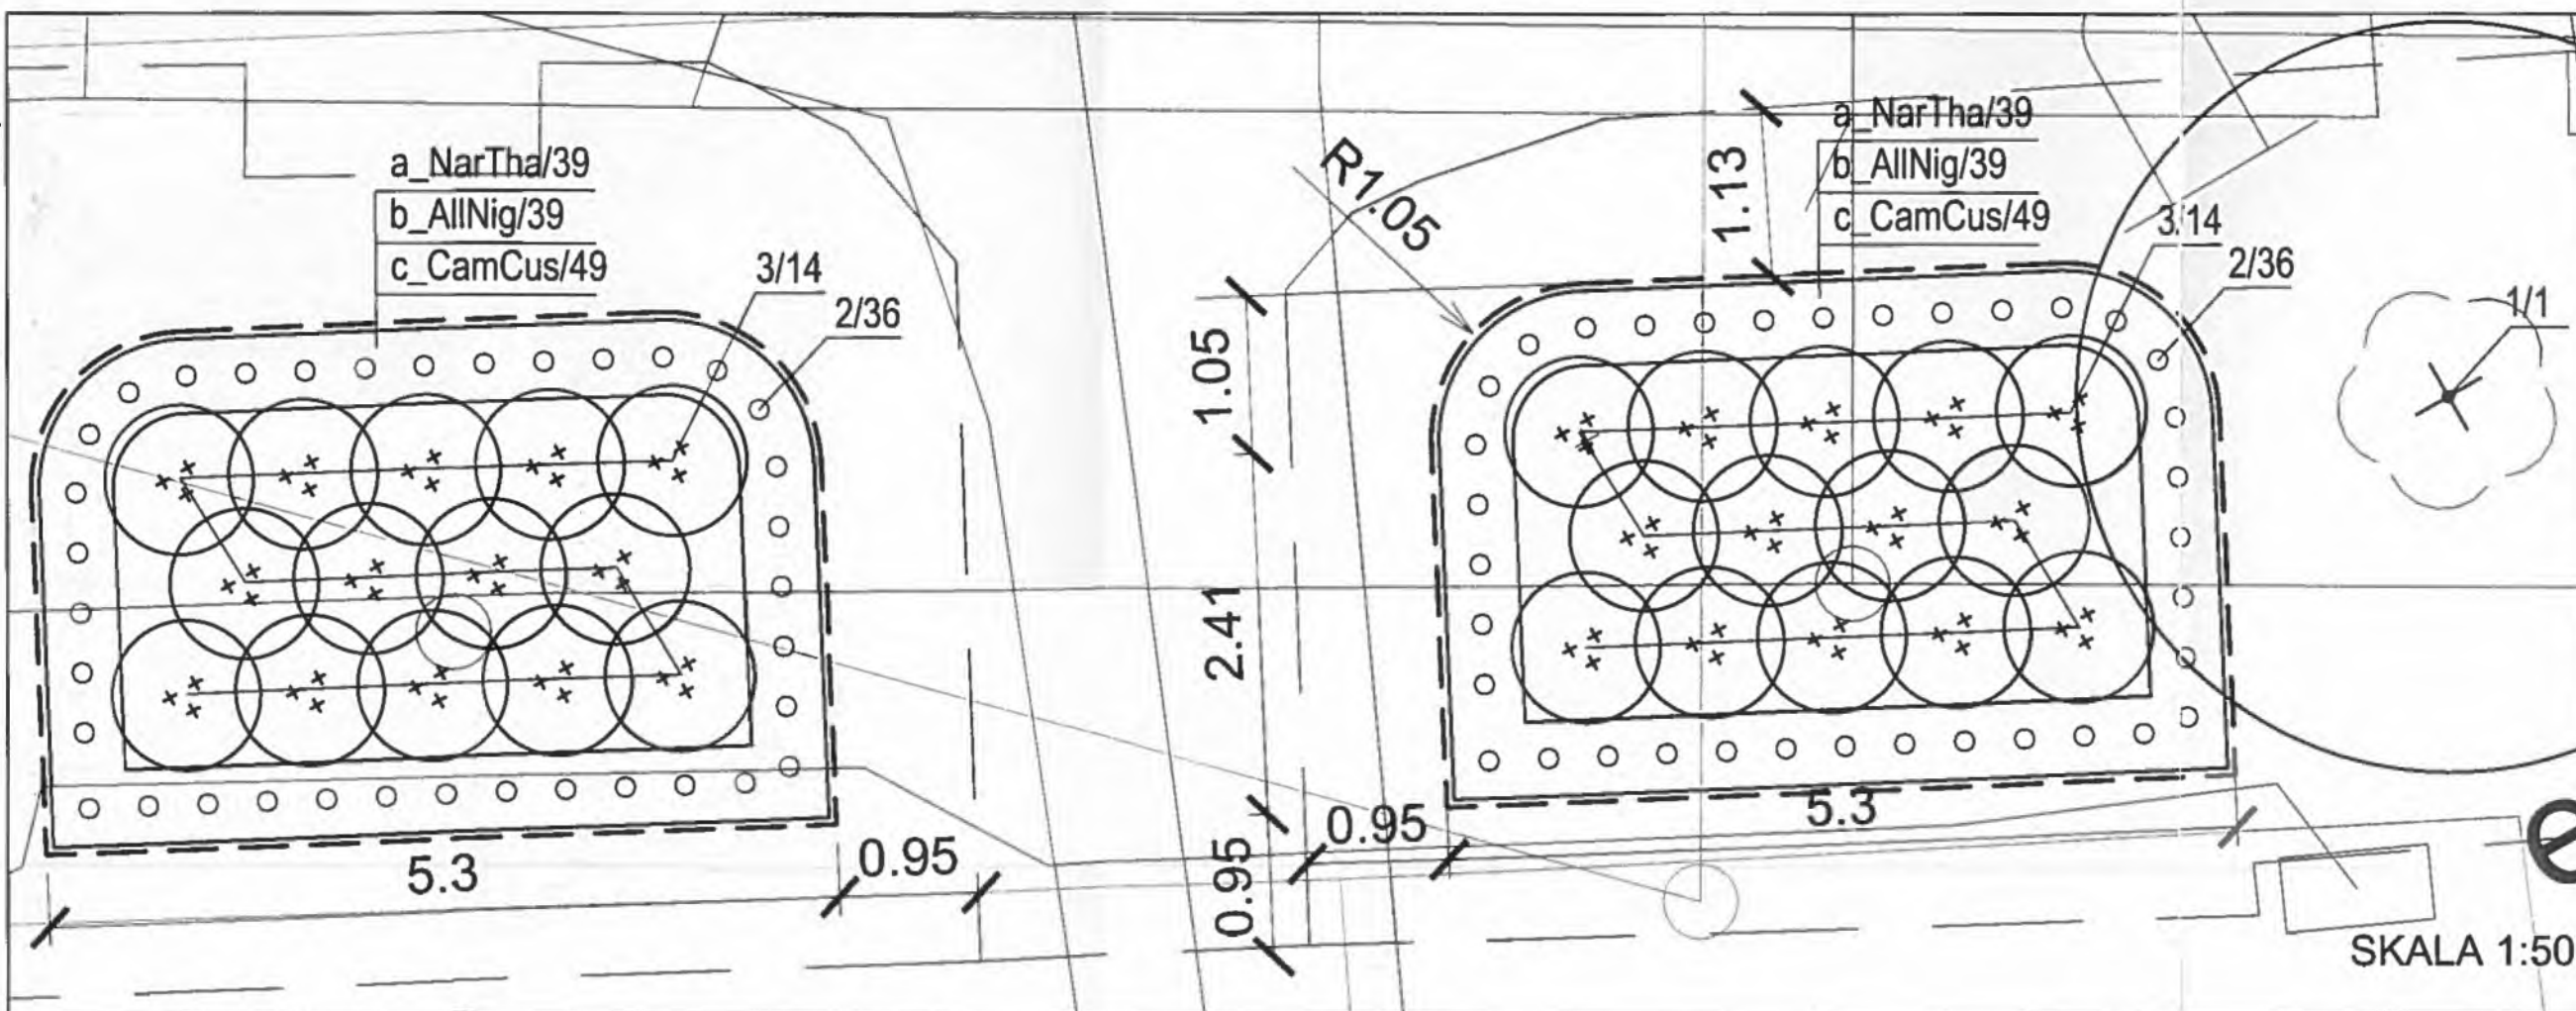 a_NarTha/39
b_AllNig/39
c_CamCus/49
3/14
2/36
5.3
0.95
R1.05
1.13
a_NarTha/39
b_AllNig/39
c_CamCus/49
3/14
2/36
1/1
1.05
2.41
0.95
0.95
5.3
SKALA 1:50